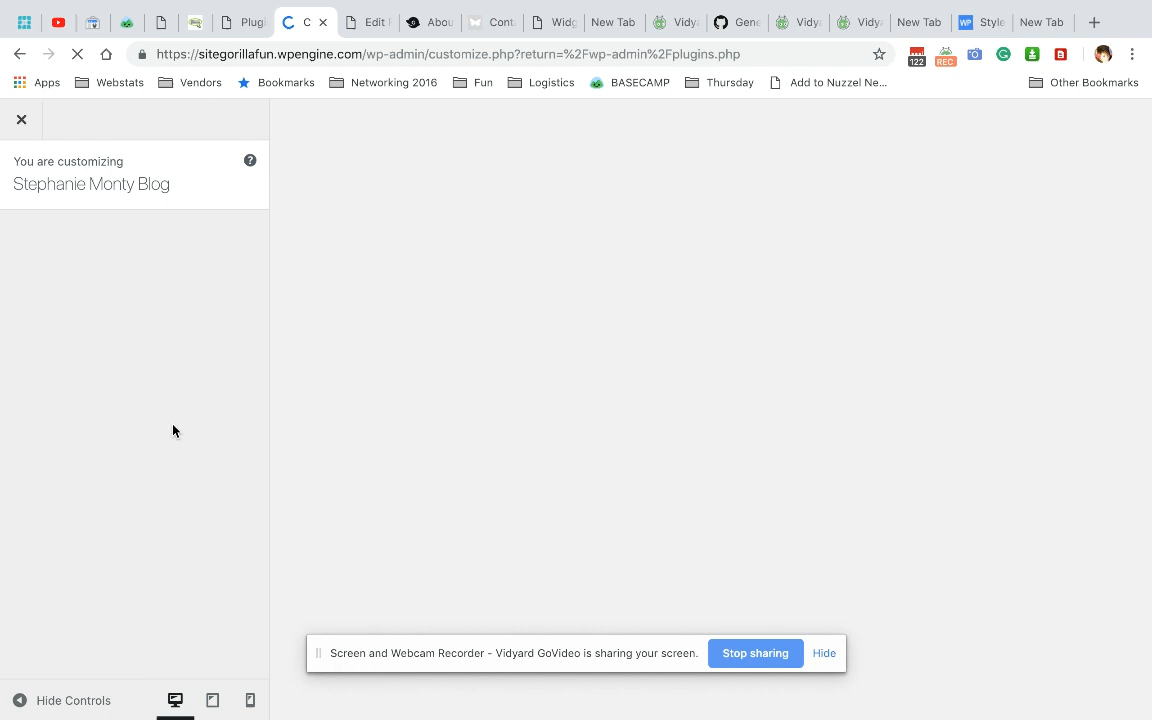 Plugi
C
Edit
Abou
Cont
Widg
New Tab
Vidy
Gene
Vidy
Vidy
New Tab
WP Style
New Tab
https://sitegorillafun.wpengine.com/wp-admin/customize.php?return=%2Fwp-admin%2Fplugins.php
122
REC
Apps
Webstats
Vendors
Bookmarks
Networking 2016
Fun
Logistics
BASECAMP
Thursday
Add to Nuzzel Ne...
Other Bookmarks
You are customizing
Stephanie Monty Blog
Screen and Webcam Recorder - Vidyard GoVideo is sharing your screen.
Stop sharing
Hide
Hide Controls